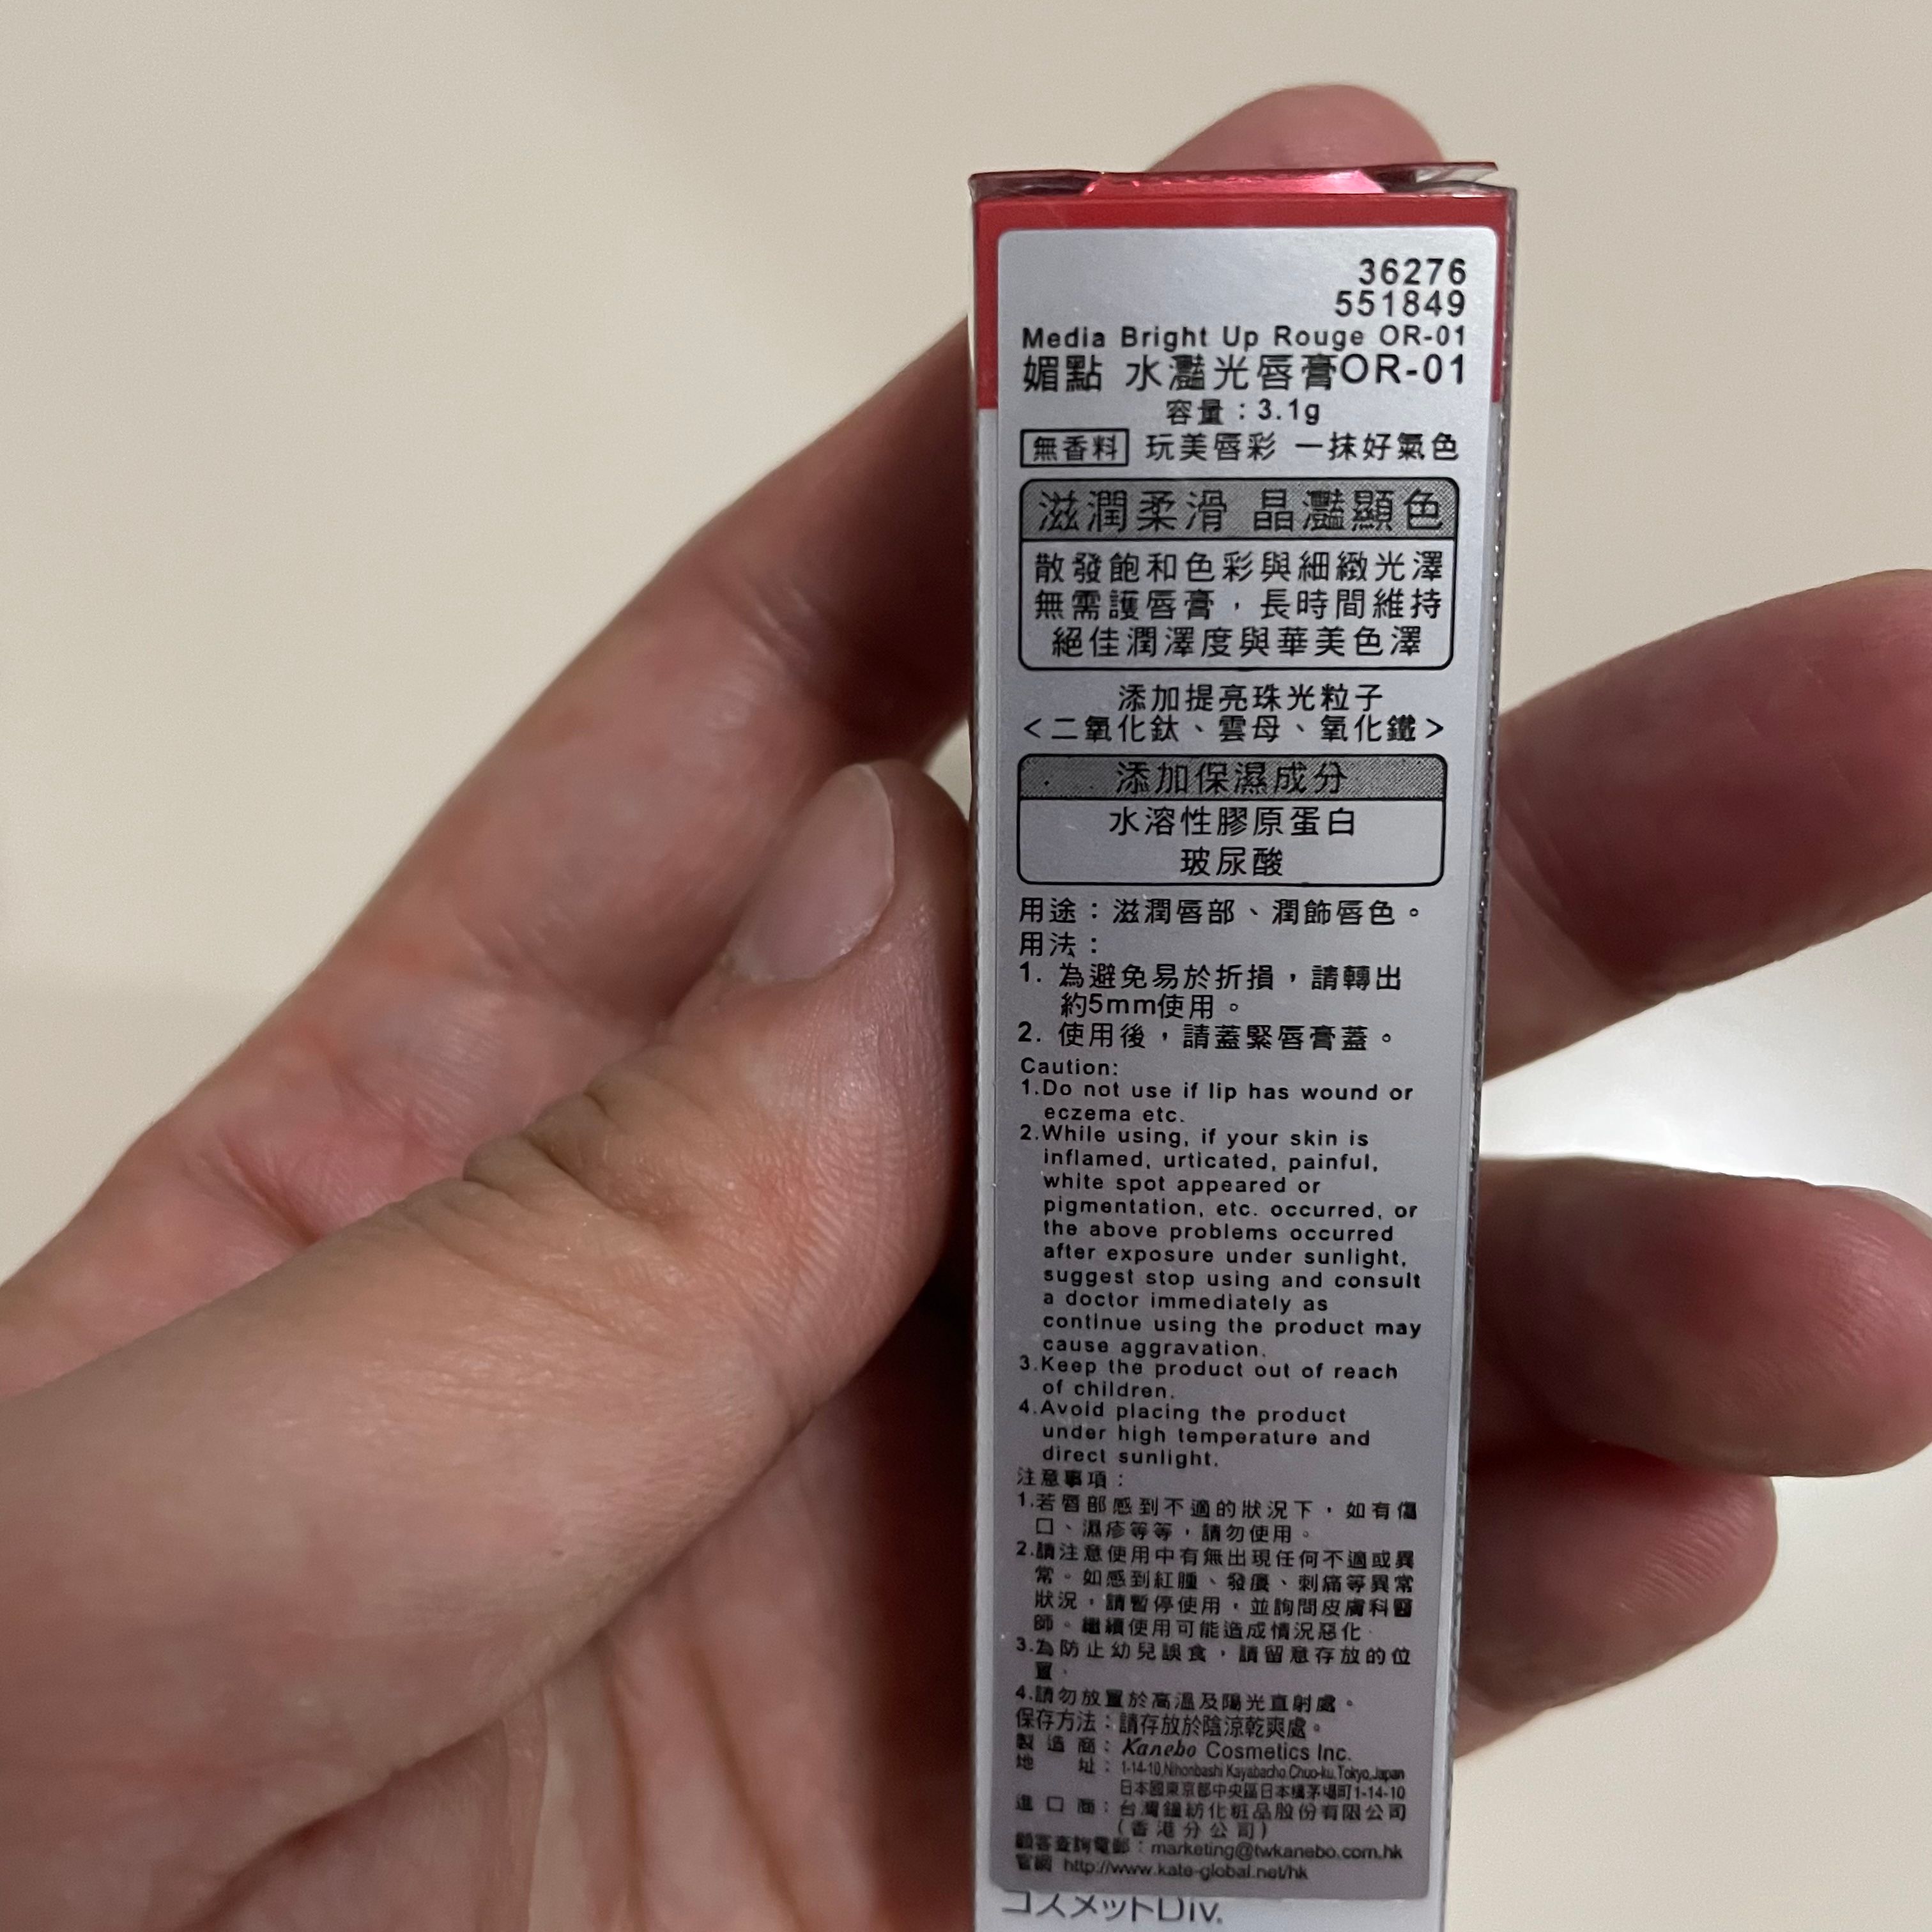 36276
551849
Media Bright Up Rouge OR-01
媚點 水灩光唇膏OR-01
容量：3.1g
無香料 玩美唇彩 一抹好氣色
滋潤柔滑 晶灩顯色
散發飽和色彩與細緻光澤
無需護唇膏，長時間維持
絕佳潤澤度與華美色澤
添加提亮珠光粒子
<二氧化鈦、雲母、氧化鐵>
添加保濕成分
水溶性膠原蛋白
玻尿酸
用途：滋潤唇部、潤飾唇色。
用法：
1. 為避免易於折損，請轉出
約5mm使用。
2. 使用後，請蓋緊唇膏蓋。
Caution:
1.Do not use if lip has wound or
eczema etc.
2.While using, if your skin is
inflamed, urticated, painful,
white spot appeared or
pigmentation, etc. occurred, or
the above problems occurred
after exposure under sunlight,
suggest stop using and consult
a doctor immediately as
continue using the product may
cause aggravation.
3.Keep the product out of reach
of children.
4.Avoid placing the product
under high temperature and
direct sunlight.
注意事項：
1.若唇部感到不適的狀況下，如有傷
口、濕疹等等，請勿使用。
2.請注意使用中有無出現任何不適或異
常。如感到紅腫、發癢、刺痛等異常
狀況，請暫停使用，並詢問皮膚科醫
師。繼續使用可能造成情況惡化
3.為防止幼兒誤食，請留意存放的位
置。
4.請勿放置於高溫及陽光直射處。
保存方法：請存放於陰涼乾爽處。
製造商：Kanebo Cosmetics Inc.
地址：1-14-10,Nihonbashi Kayabacho,Chuo-ku,Tokyo,Japan
日本國東京都中央區日本橋茅場町1-14-10
進口商：台灣鐘紡化粧品股份有限公司
(香港分公司)
顧客查詢電郵：marketing@twkanebo.com.hk
官網 http://www.kate-global.net/hk
コスメットDiv.